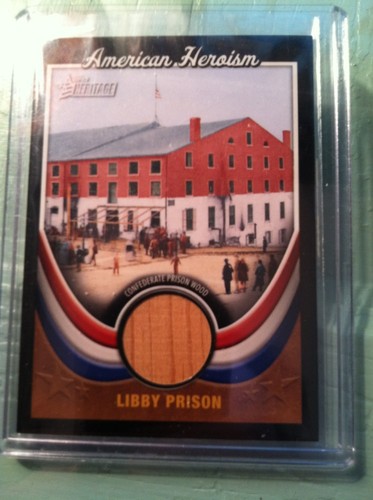 American Heroism
HERITAGE
CONFEDERATE PRISON WOOD
LIBBY PRISON